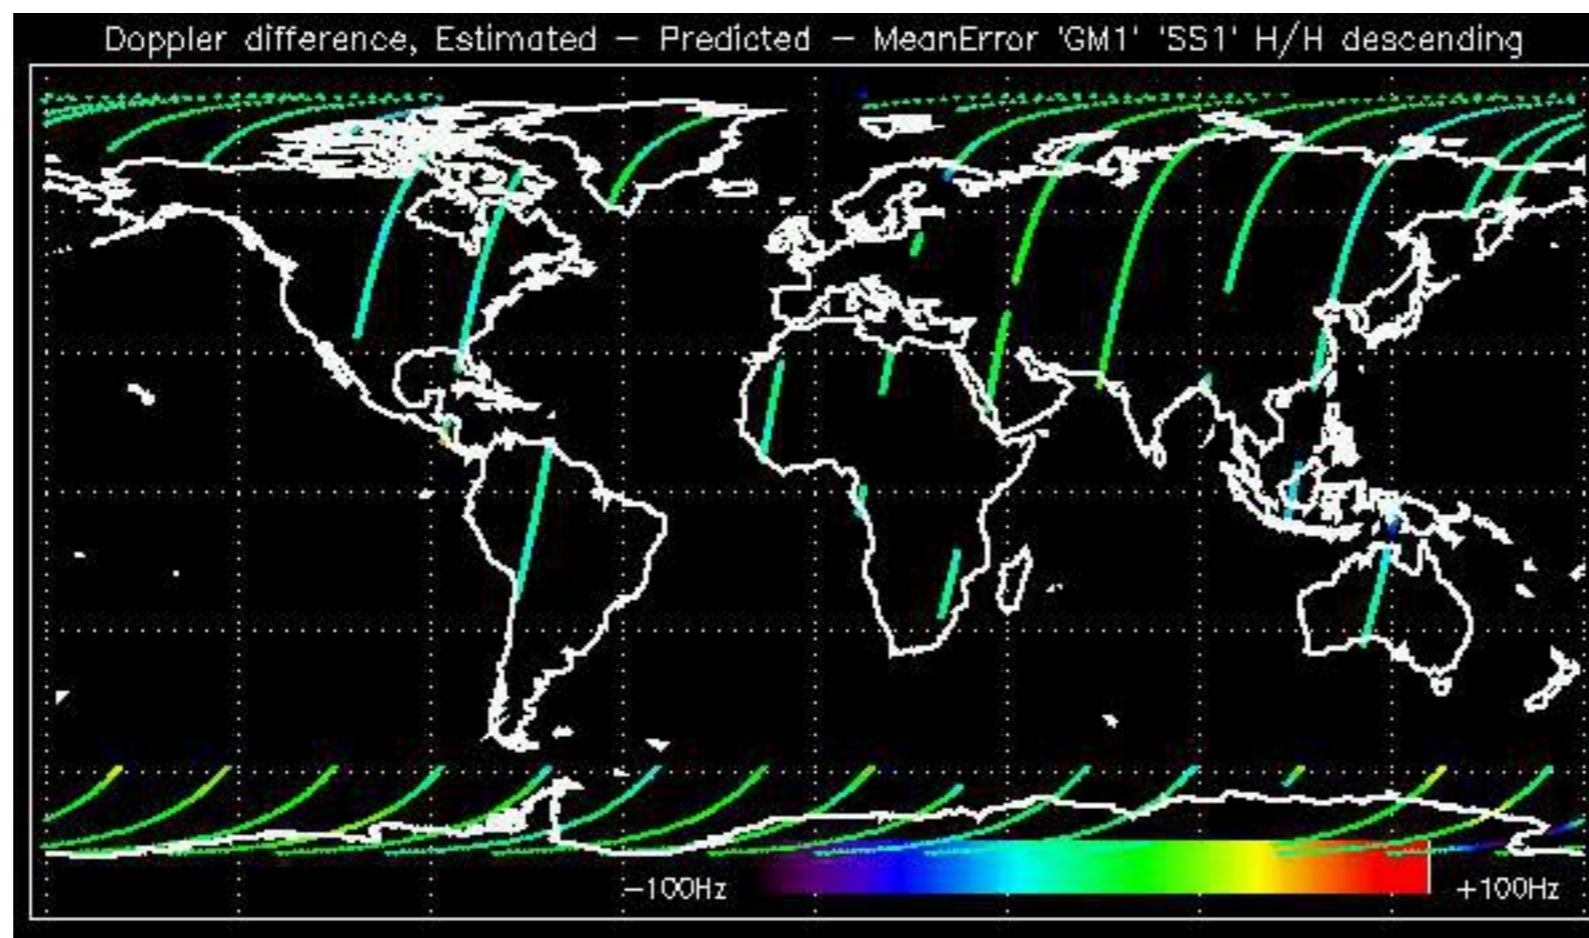 Doppler difference, Estimated – Predicted – MeanError 'GM1' 'SS1' H/H descending
–100Hz
+100Hz